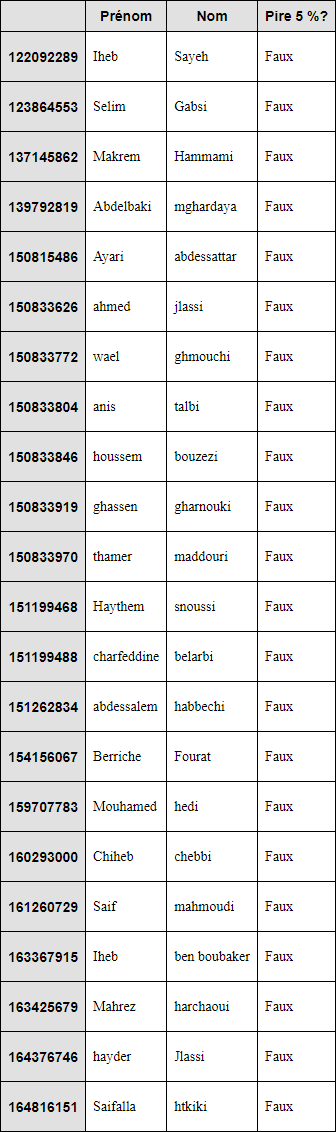 Prénom Nom Pire 5 %?
122092289 Iheb Sayeh Faux
123864553 Selim Gabsi Faux
137145862 Makrem Hammami Faux
139792819 Abdelbaki mghardaya Faux
150815486 Ayari abdessattar Faux
150833626 ahmed jlassi Faux
150833772 wael ghmouchi Faux
150833804 anis talbi Faux
150833846 houssem bouzezi Faux
150833919 ghassen gharnouki Faux
150833970 thamer maddouri Faux
151199468 Haythem snoussi Faux
151199488 charfeddine belarbi Faux
151262834 abdessalem habbechi Faux
154156067 Berriche Fourat Faux
159707783 Mouhamed hedi Faux
160293000 Chiheb chebbi Faux
161260729 Saif mahmoudi Faux
163367915 Iheb ben boubaker Faux
163425679 Mahrez harchaoui Faux
164376746 hayder Jlassi Faux
164816151 Saifalla htkiki Faux